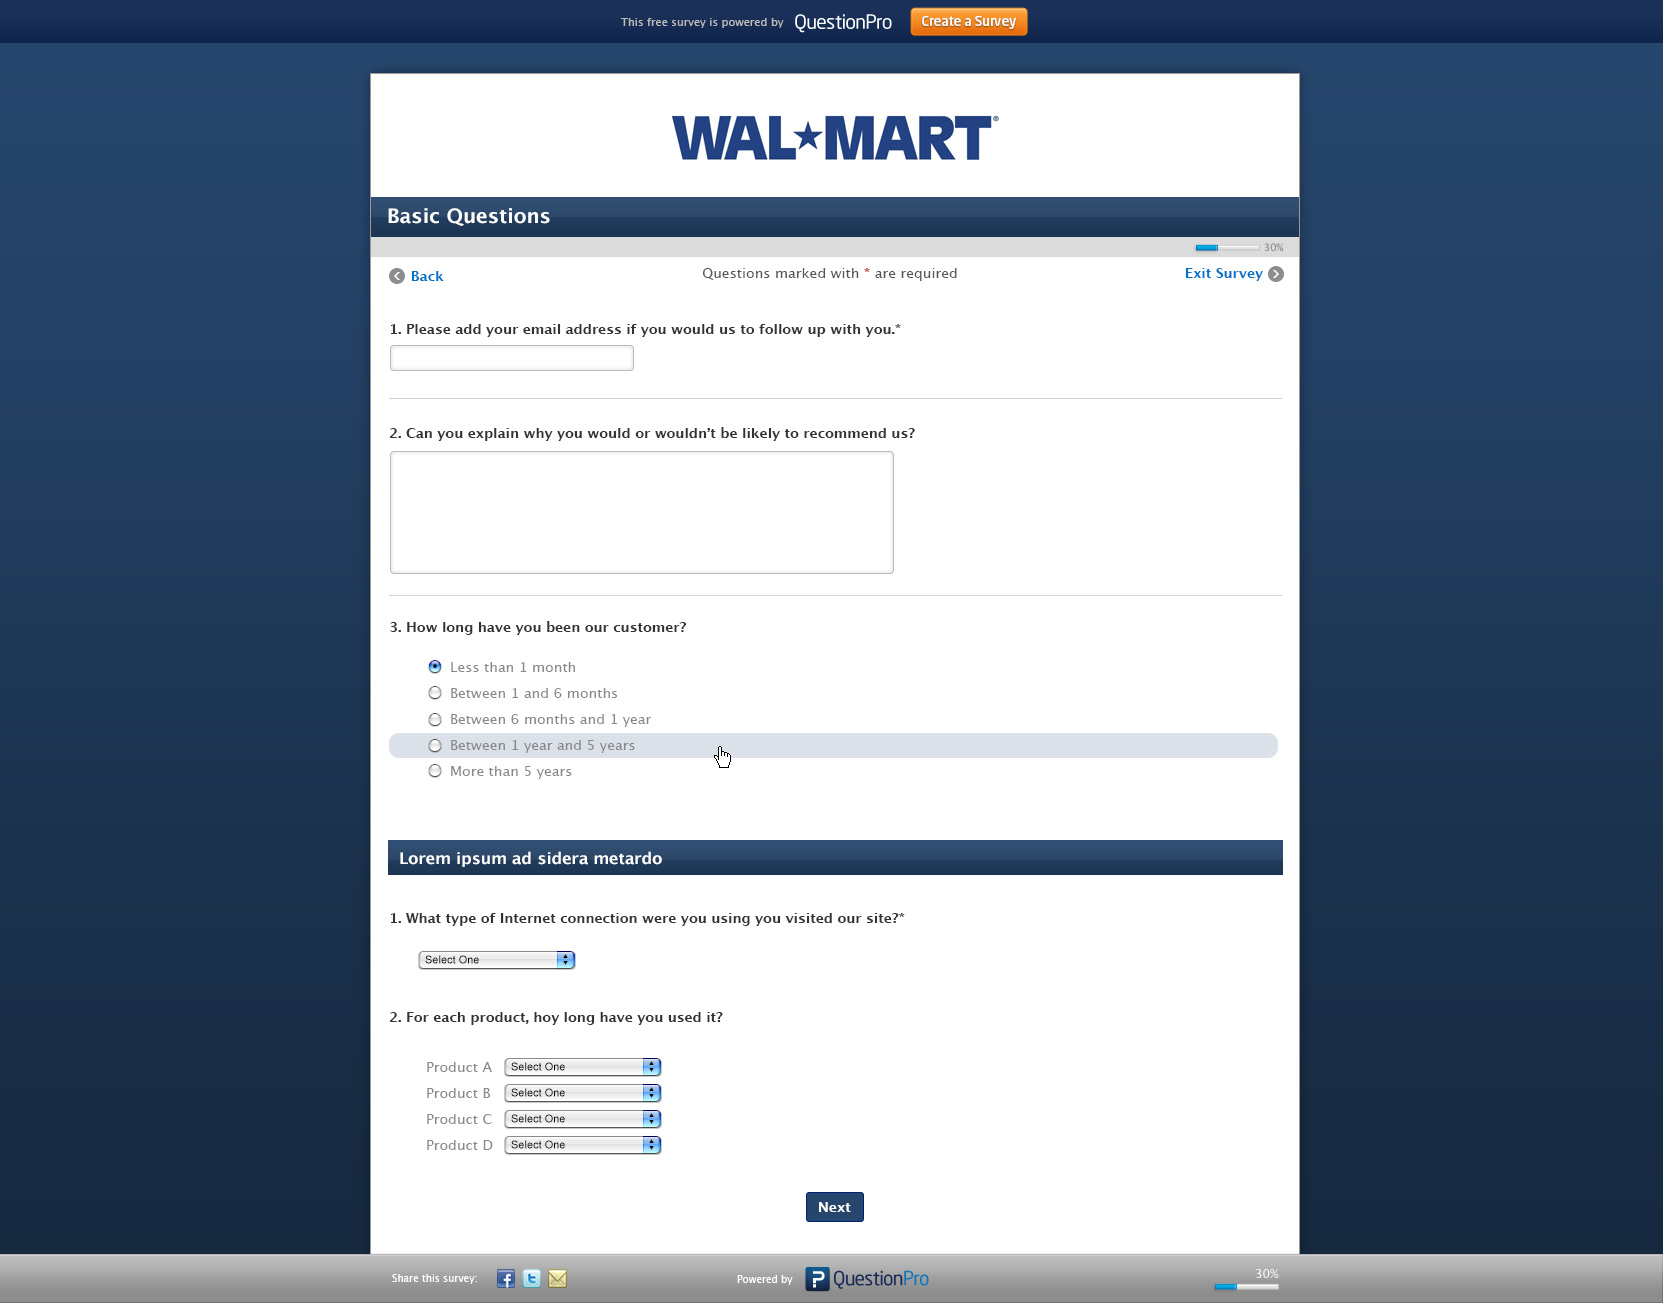 This free survey is powered by QuestionPro Create a Survey
WAL★MART®
Basic Questions
30%
Back Questions marked with * are required Exit Survey
1. Please add your email address if you would us to follow up with you.*
2. Can you explain why you would or wouldn't be likely to recommend us?
3. How long have you been our customer?
Less than 1 month
Between 1 and 6 months
Between 6 months and 1 year
Between 1 year and 5 years
More than 5 years
Lorem ipsum ad sidera metardo
1. What type of Internet connection were you using you visited our site?*
Select One
2. For each product, hoy long have you used it?
Product A Select One
Product B Select One
Product C Select One
Product D Select One
Next
Share this survey: Powered by QuestionPro 30%